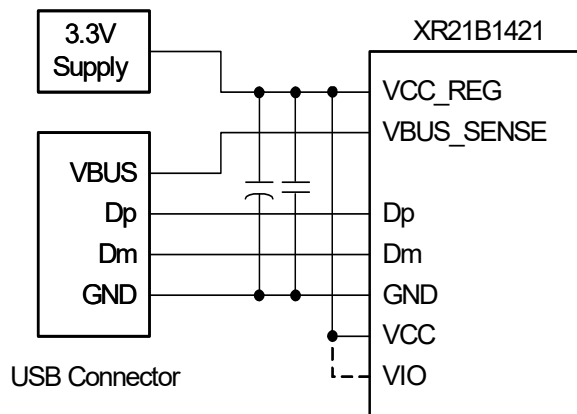 XR21B1421
3.3V
Supply
VCC_REG
VBUS_SENSE
VBUS
Dp
Dp
Dm
Dm
GND
GND
VCC
VIO
USB Connector